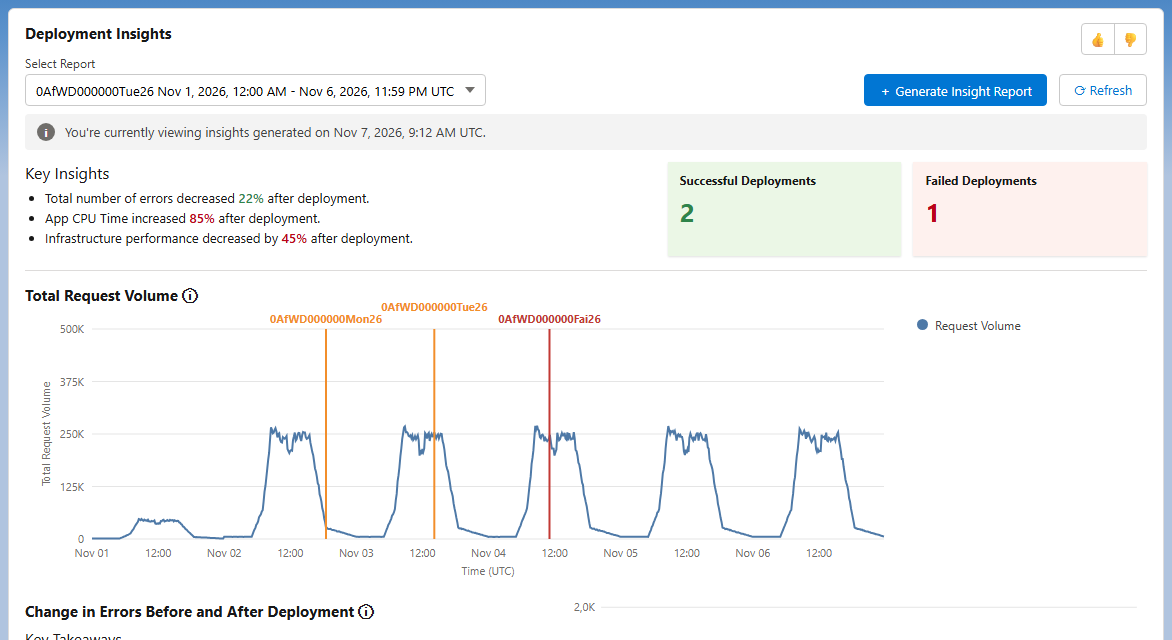 Deployment Insights
Select Report
0AfWD000000Tue26 Nov 1, 2026, 12:00 AM - Nov 6, 2026, 11:59 PM UTC
+ Generate Insight Report
Refresh
You're currently viewing insights generated on Nov 7, 2026, 9:12 AM UTC.
Key Insights
Total number of errors decreased 22% after deployment.
App CPU Time increased 85% after deployment.
Infrastructure performance decreased by 45% after deployment.
Successful Deployments
2
Failed Deployments
1
Total Request Volume
0AfWD000000Mon26
0AfWD000000Tue26
0AfWD000000Fai26
Request Volume
Total Request Volume
500K
375K
250K
125K
0
Nov 01 12:00 Nov 02 12:00 Nov 03 12:00 Nov 04 12:00 Nov 05 12:00 Nov 06 12:00
Time (UTC)
Change in Errors Before and After Deployment
2,0K
Key Takeaways